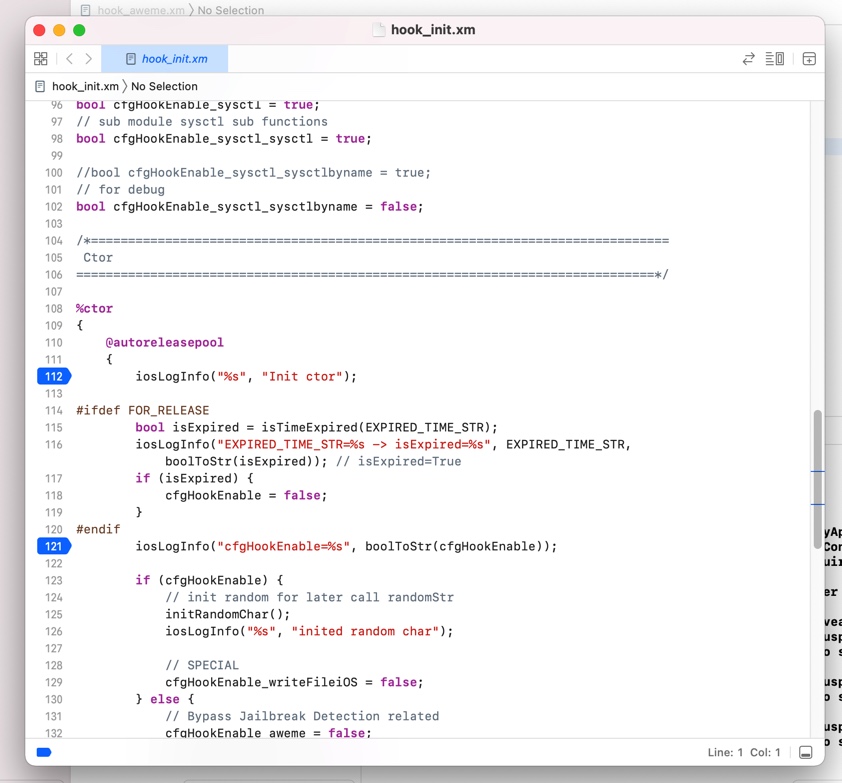 hook_aweme.xm 〉 No Selection
hook_init.xm
hook_init.xm
hook_init.xm 〉 No Selection
96 bool cfgHookEnable_sysctl = true;
97 // sub module sysctl sub functions
98 bool cfgHookEnable_sysctl_sysctl = true;
99
100 //bool cfgHookEnable_sysctl_sysctlbyname = true;
101 // for debug
102 bool cfgHookEnable_sysctl_sysctlbyname = false;
103
104 /*==============================================================================
105 Ctor
106 ==============================================================================*/
107
108 %ctor
109 {
110 @autoreleasepool
111 {
112 iosLogInfo("%s", "Init ctor");
113
114 #ifdef FOR_RELEASE
115 bool isExpired = isTimeExpired(EXPIRED_TIME_STR);
116 iosLogInfo("EXPIRED_TIME_STR=%s -> isExpired=%s", EXPIRED_TIME_STR,
boolToStr(isExpired)); // isExpired=True
117 if (isExpired) {
118 cfgHookEnable = false;
119 }
120 #endif
121 iosLogInfo("cfgHookEnable=%s", boolToStr(cfgHookEnable));
122
123 if (cfgHookEnable) {
124 // init random for later call randomStr
125 initRandomChar();
126 iosLogInfo("%s", "inited random char");
127
128 // SPECIAL
129 cfgHookEnable_writeFileiOS = false;
130 } else {
131 // Bypass Jailbreak Detection related
132 cfgHookEnable_aweme = false;
Line: 1 Col: 1